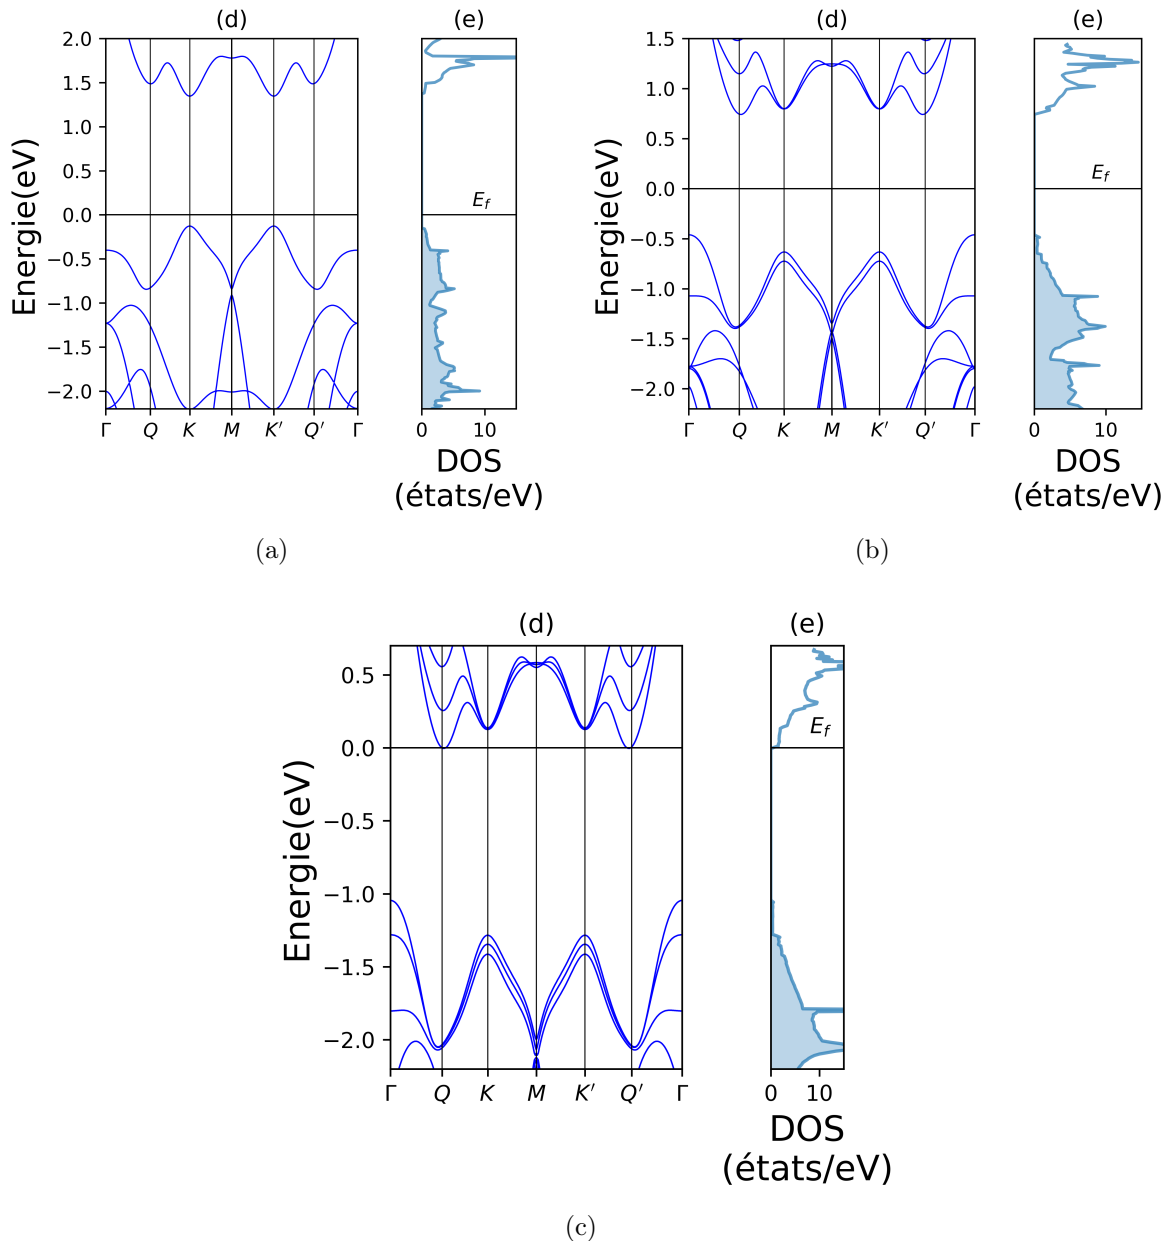 (d) (e)
Energie(eV)
2.0
1.5
1.0
0.5
0.0
−0.5
−1.0
−1.5
−2.0
E_f
Γ Q K M K′ Q′ Γ
0 10
DOS
(états/eV)
(a)
(d) (e)
Energie(eV)
1.5
1.0
0.5
0.0
−0.5
−1.0
−1.5
−2.0
E_f
Γ Q K M K′ Q′ Γ
0 10
DOS
(états/eV)
(b)
(d) (e)
Energie(eV)
0.5
0.0
−0.5
−1.0
−1.5
−2.0
E_f
Γ Q K M K′ Q′ Γ
0 10
DOS
(états/eV)
(c)